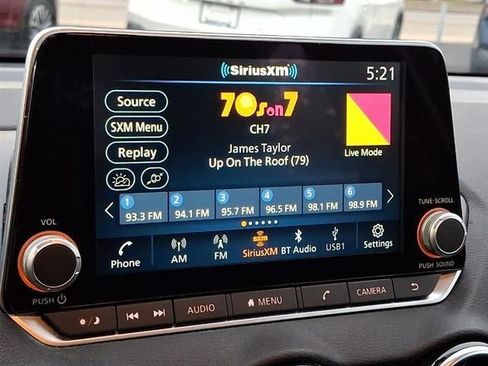 ((SiriusXM))
5:21
Source
70s on 7
SXM Menu
CH7
Replay
James Taylor
Up On The Roof (79)
Live Mode
1 2 3 4 5 6
93.3 FM 94.1 FM 95.7 FM 96.5 FM 98.1 FM 98.9 FM
VOL
TUNE·SCROLL
Phone AM FM SiriusXM BT Audio USB1 Settings
SXM
PUSH
PUSH SOUND
AUDIO MENU CAMERA